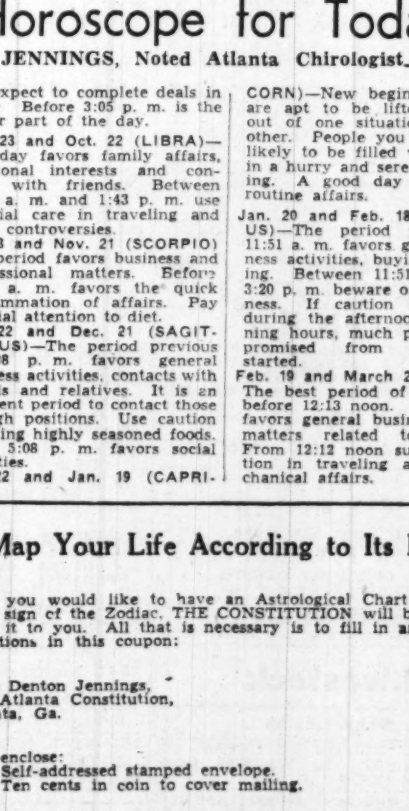 Horoscope for Toda
JENNINGS, Noted Atlanta Chirologist
xpect to complete deals in
Before 3:05 p. m. is the
r part of the day.
23 and Oct. 22 (LIBRA)—
day favors family affairs,
onal interests and con-
with friends. Between
a. m. and 1:43 p. m. use
ial care in traveling and
controversies.
3 and Nov. 21 (SCORPIO)
period favors business and
ssional matters. Before
a. m. favors the quick
mmation of affairs. Pay
ial attention to diet.
22 and Dec. 21 (SAGIT-
US)—The period previous
8 p. m. favors general
ess activities, contacts with
s and relatives. It is an
ent period to contact those
gh positions. Use caution
ing highly seasoned foods.
5:08 p. m. favors social
ties.
22 and Jan. 19 (CAPRI-
CORN)—New begin
are apt to be lift
out of one situati
other. People you
likely to be filled
in a hurry and sere
ing. A good day
routine affairs.
Jan. 20 and Feb. 18
US)—The period
11:51 a. m. favors g
ness activities, buyi
ing. Between 11:51
3:20 p. m. beware o
ness. If caution
during the afternoo
ning hours, much p
promised from
started.
Feb. 19 and March 2
The best period of
before 12:13 noon.
favors general busi
matters related to
From 12:12 noon su
tion in traveling a
chanical affairs.
Map Your Life According to Its
you would like to have an Astrological Chart
sign of the Zodiac, THE CONSTITUTION will b
it to you. All that is necessary is to fill in a
tions in this coupon:
Denton Jennings,
Atlanta Constitution,
ta, Ga.
enclose:
Self-addressed stamped envelope.
Ten cents in coin to cover mailing.